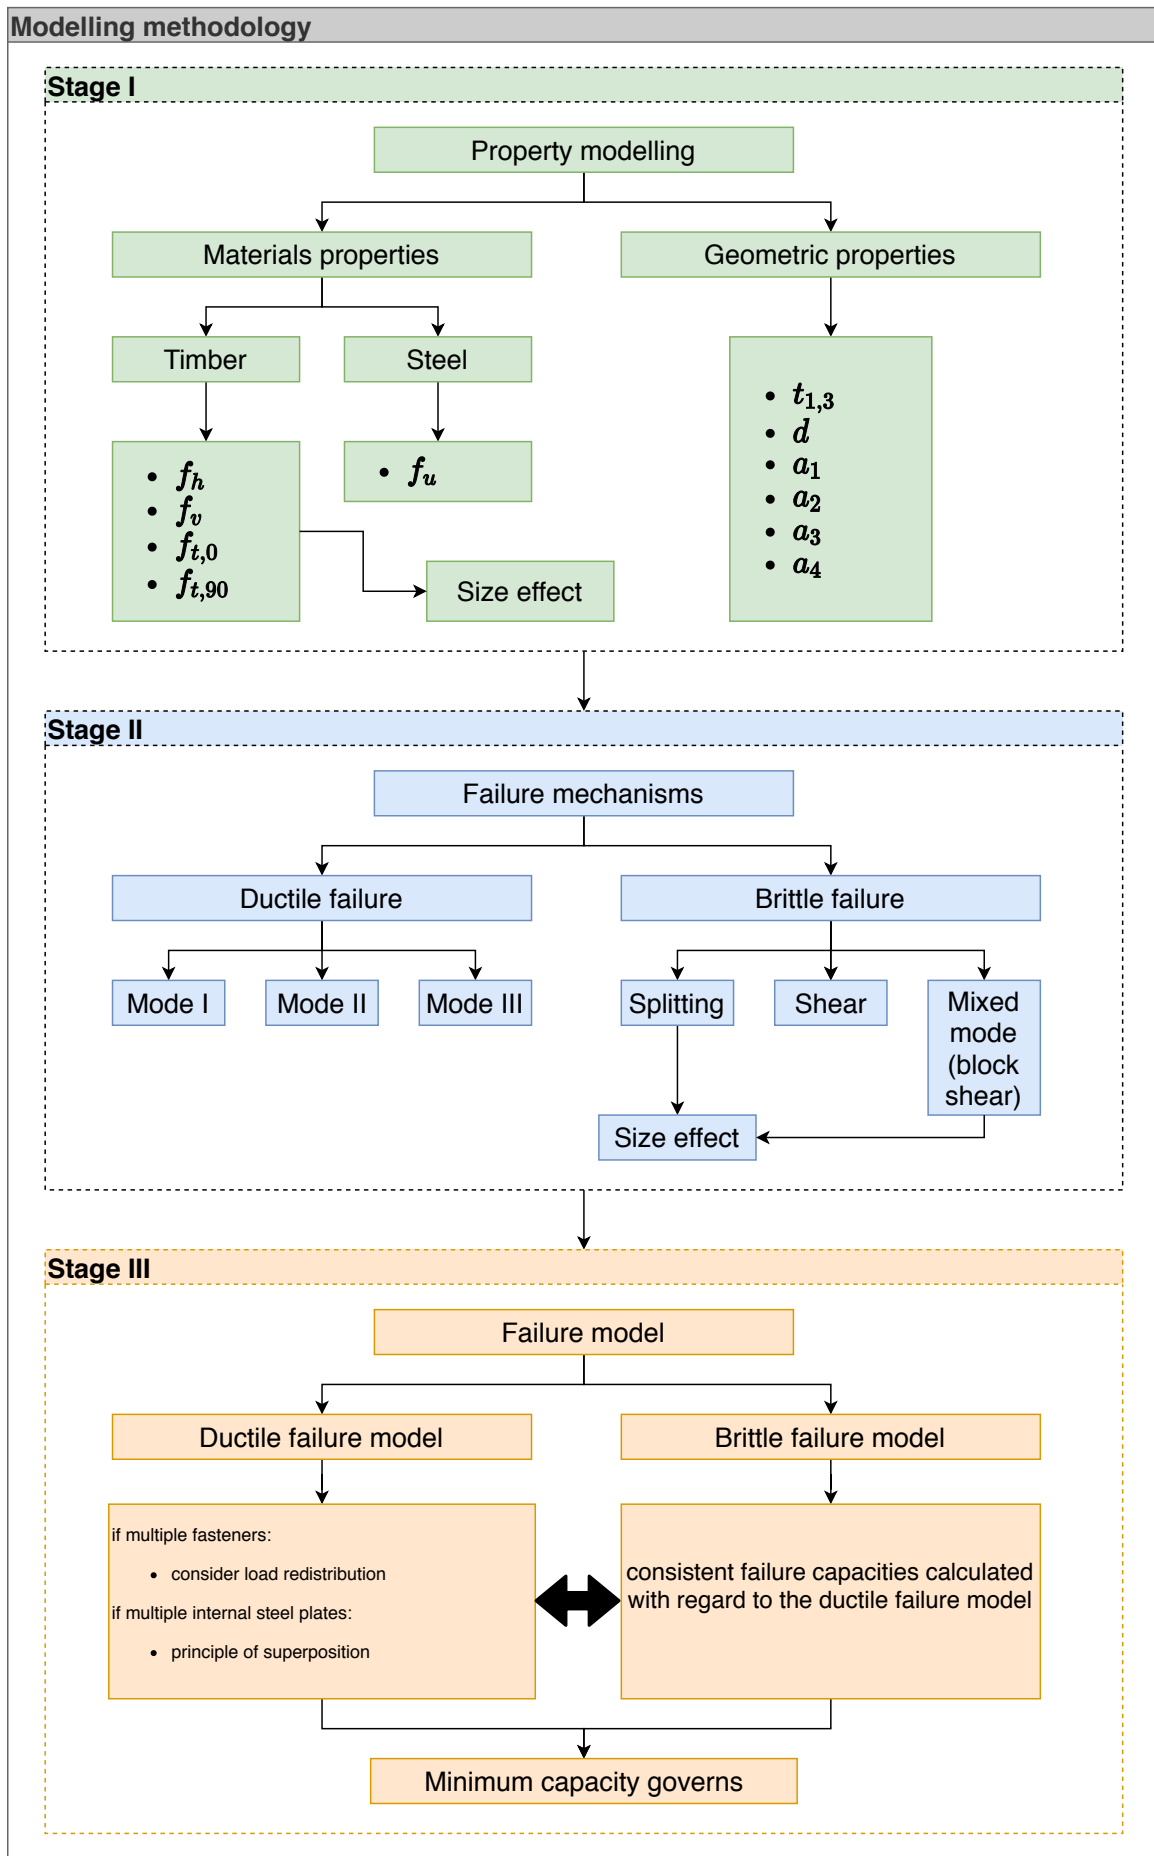 Modelling methodology
Stage I
Property modelling
Materials properties
Geometric properties
Timber
Steel
• f_h
• f_v
• f_{t,0}
• f_{t,90}
• f_u
Size effect
• t_{1,3}
• d
• a_1
• a_2
• a_3
• a_4
Stage II
Failure mechanisms
Ductile failure
Brittle failure
Mode I
Mode II
Mode III
Splitting
Shear
Mixed
mode
(block
shear)
Size effect
Stage III
Failure model
Ductile failure model
Brittle failure model
if multiple fasteners:
• consider load redistribution
if multiple internal steel plates:
• principle of superposition
consistent failure capacities calculated
with regard to the ductile failure model
Minimum capacity governs